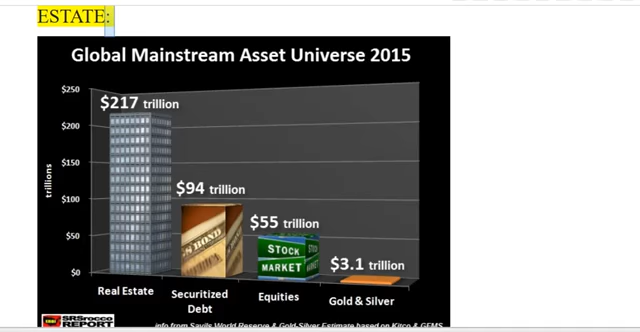 ESTATE:
Global Mainstream Asset Universe 2015
$250
$200
$150
$100
$50
$0
trillions
$217 trillion
$94 trillion
$55 trillion
$3.1 trillion
S BOND
STOCK
MARKET
Real Estate
Securitized
Debt
Equities
Gold & Silver
SRSrocco
REPORT
info from Savils World Reserve & Gold-Silver Estimate based on Kitco & GFMS